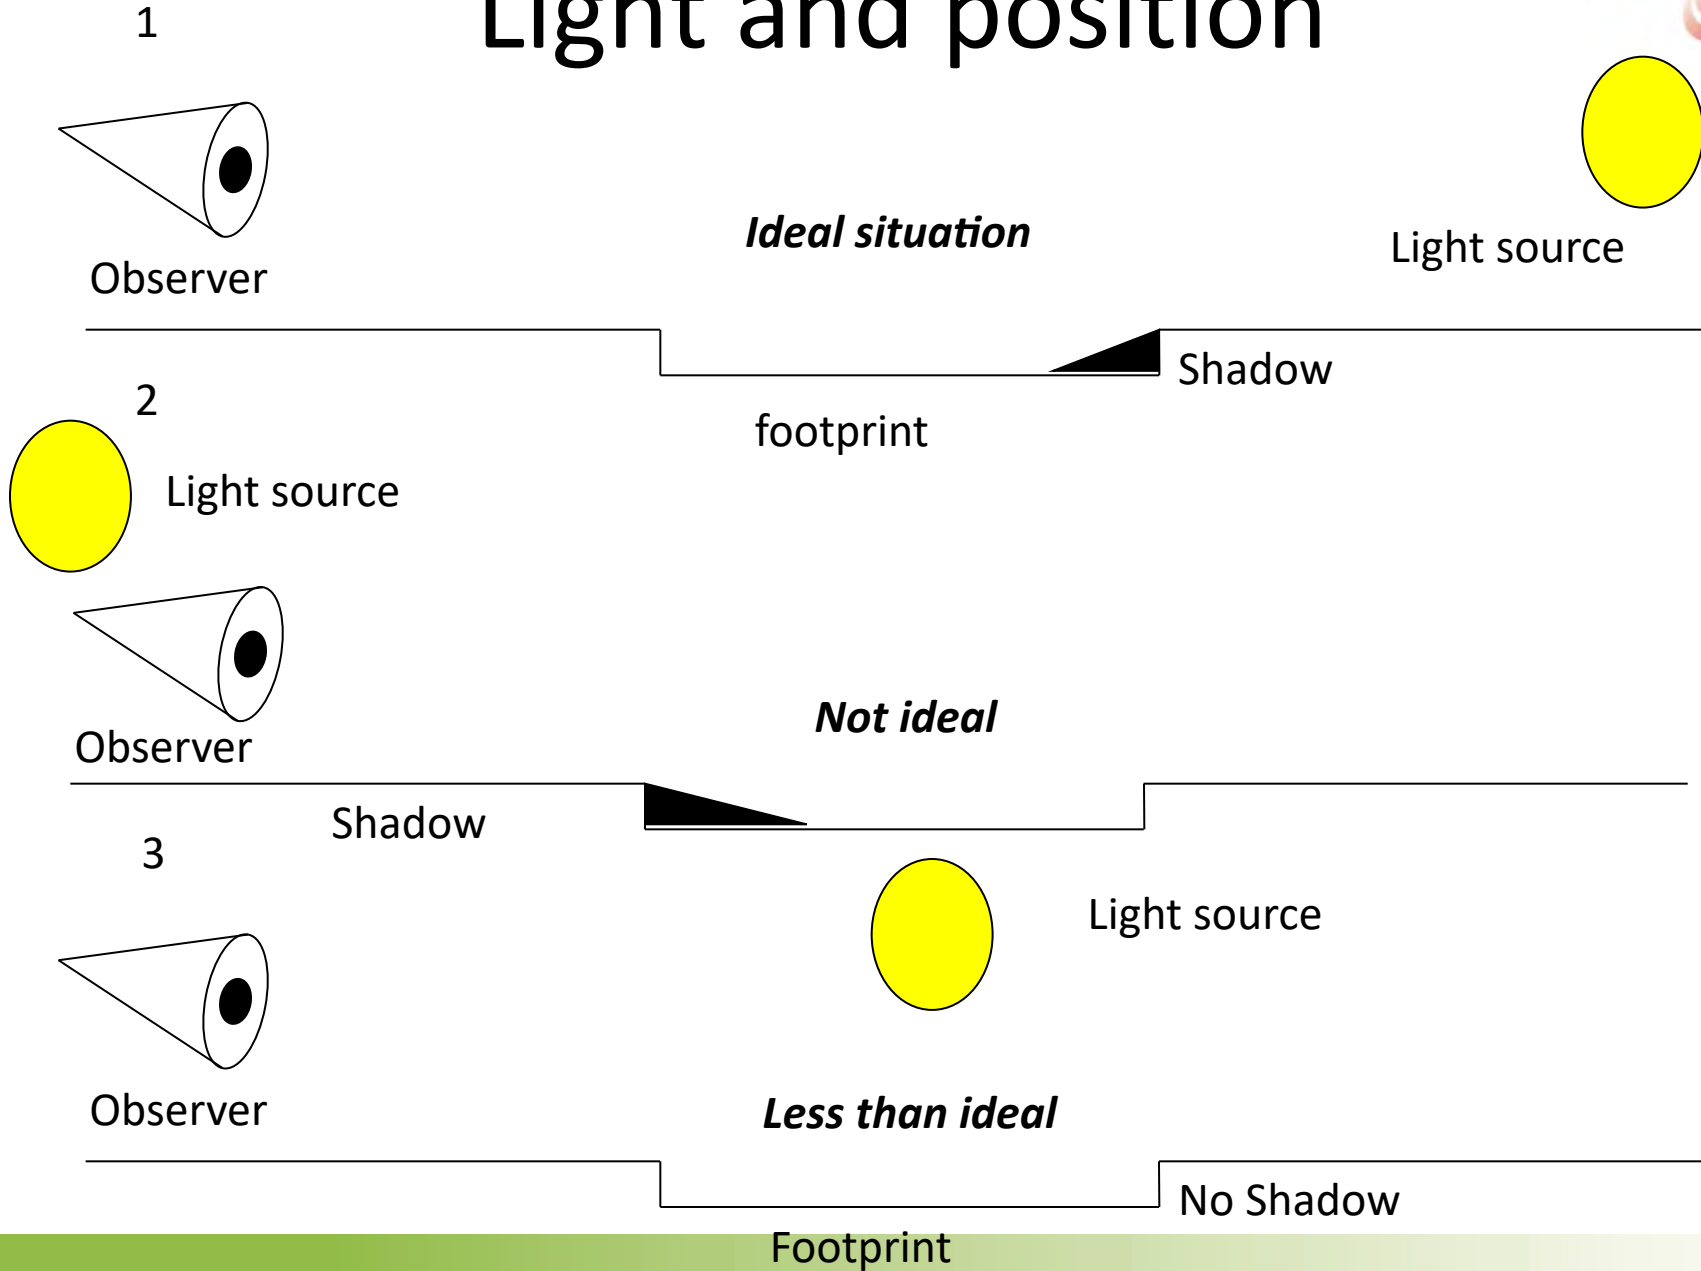 Light and position
1
Ideal situation
Light source
Observer
Shadow
footprint
2
Light source
Not ideal
Observer
Shadow
3
Light source
Observer
Less than ideal
No Shadow
Footprint